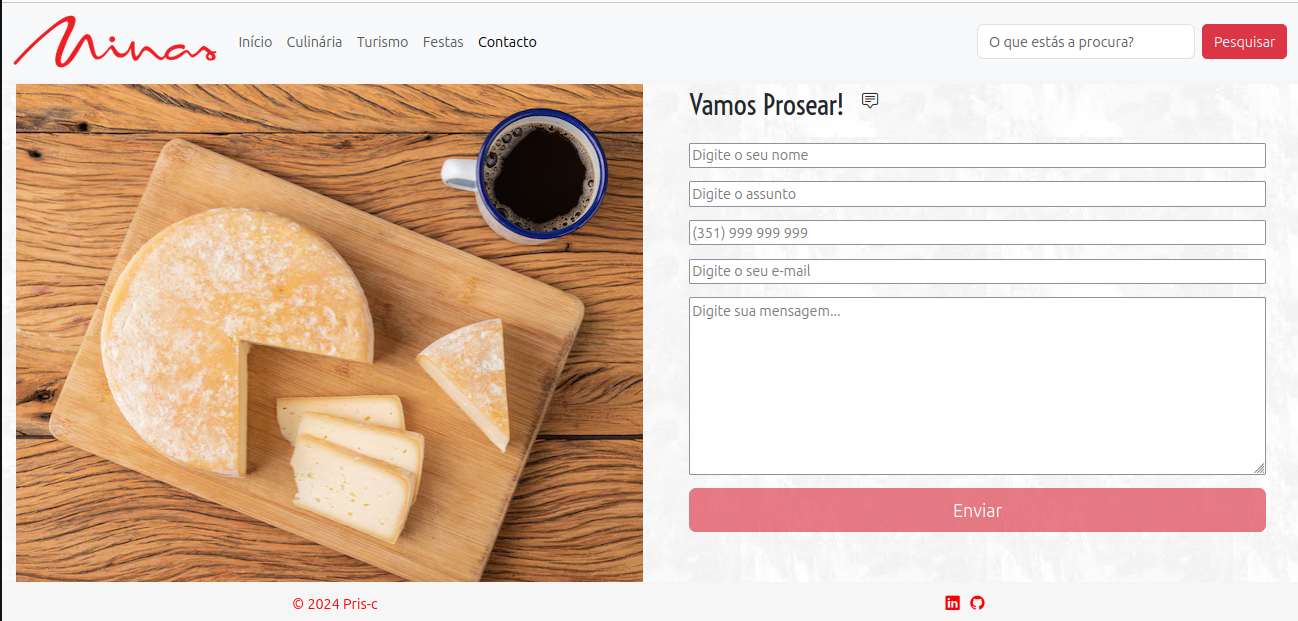 Minas
Início Culinária Turismo Festas Contacto
O que estás a procura?
Pesquisar
Vamos Prosear!
Digite o seu nome
Digite o assunto
(351) 999 999 999
Digite o seu e-mail
Digite sua mensagem...
Enviar
© 2024 Pris-c
in